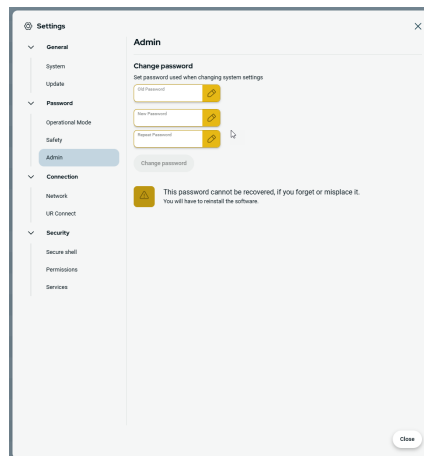 Settings
General
System
Update
Password
Operational Mode
Safety
Admin
Connection
Network
UR Connect
Security
Secure shell
Permissions
Services
Admin
Change password
Set password used when changing system settings
Old Password
New Password
Repeat Password
Change password
This password cannot be recovered, if you forget or misplace it.
You will have to reinstall the software.
Close